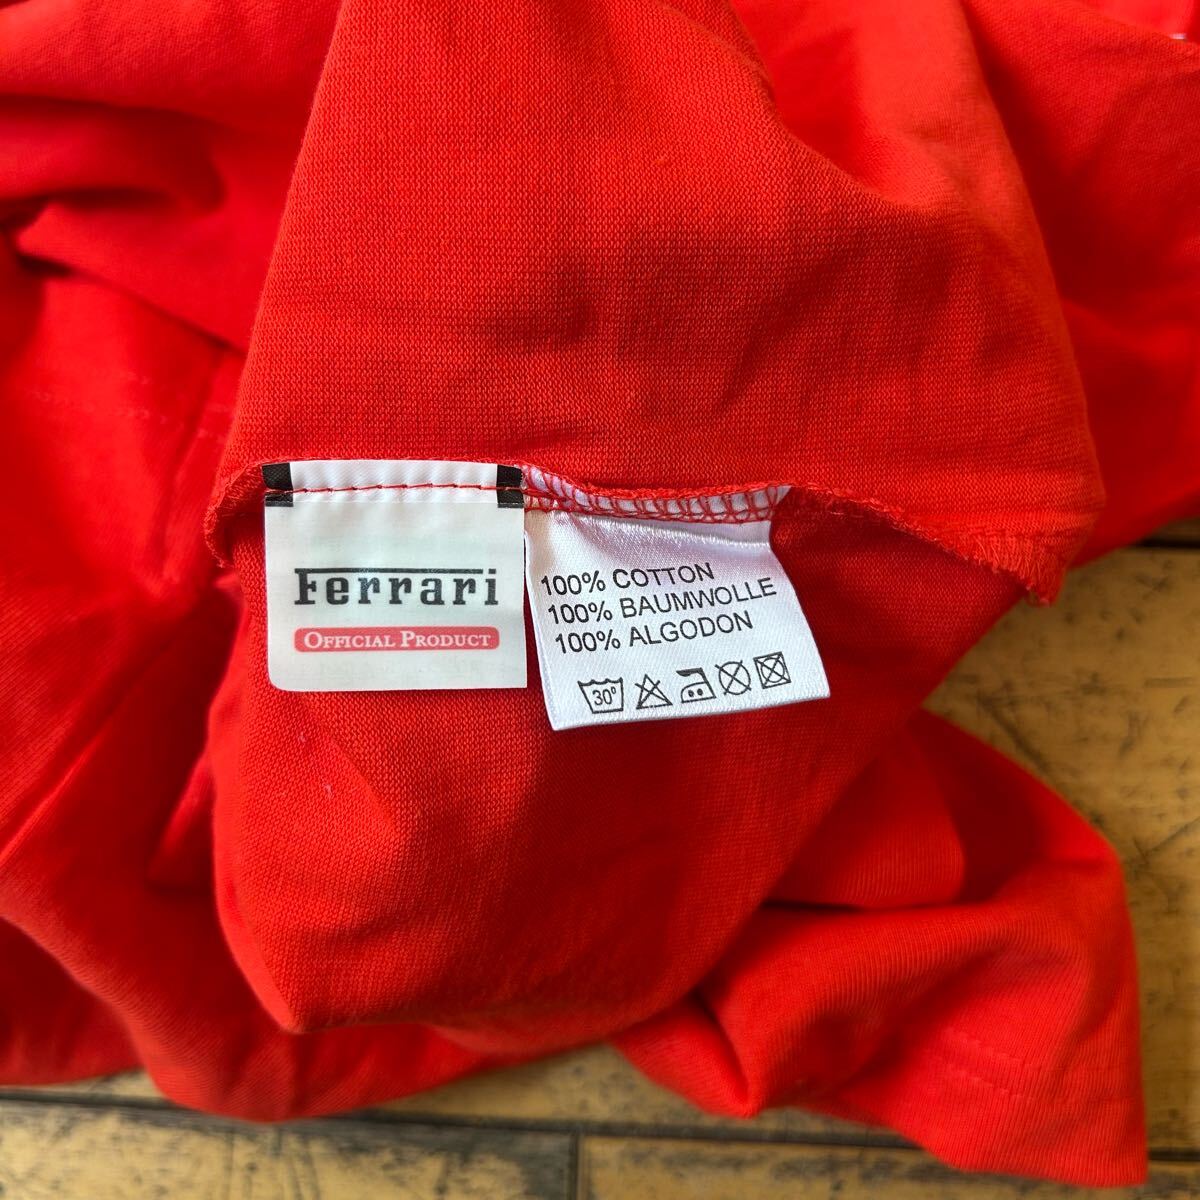 Ferrari
OFFICIAL PRODUCT
100% COTTON
100% BAUMWOLLE
100% ALGODON
30°